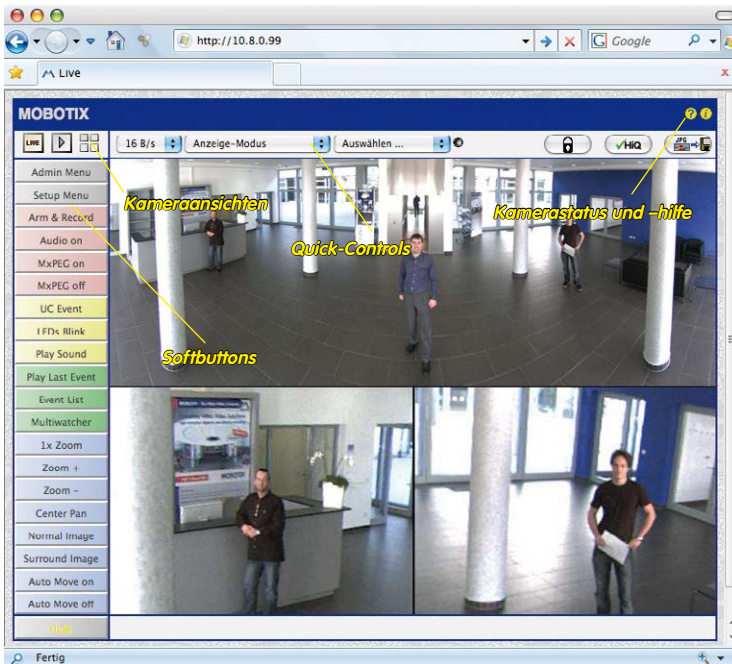 http://10.8.0.99
Google
Live
MOBOTIX
LIVE
16 B/s
Anzeige-Modus
Auswählen ...
HiQ
JPG
Admin Menu
Setup Menu
Arm & Record
Audio on
MxPEG on
MxPEG off
UC Event
LEDs Blink
Play Sound
Play Last Event
Event List
Multiwatcher
1x Zoom
Zoom +
Zoom –
Center Pan
Normal Image
Surround Image
Auto Move on
Auto Move off
Help
Kameraansichten
Quick-Controls
Kamerastatus und –hilfe
Softbuttons
MOBOTIX
Fertig